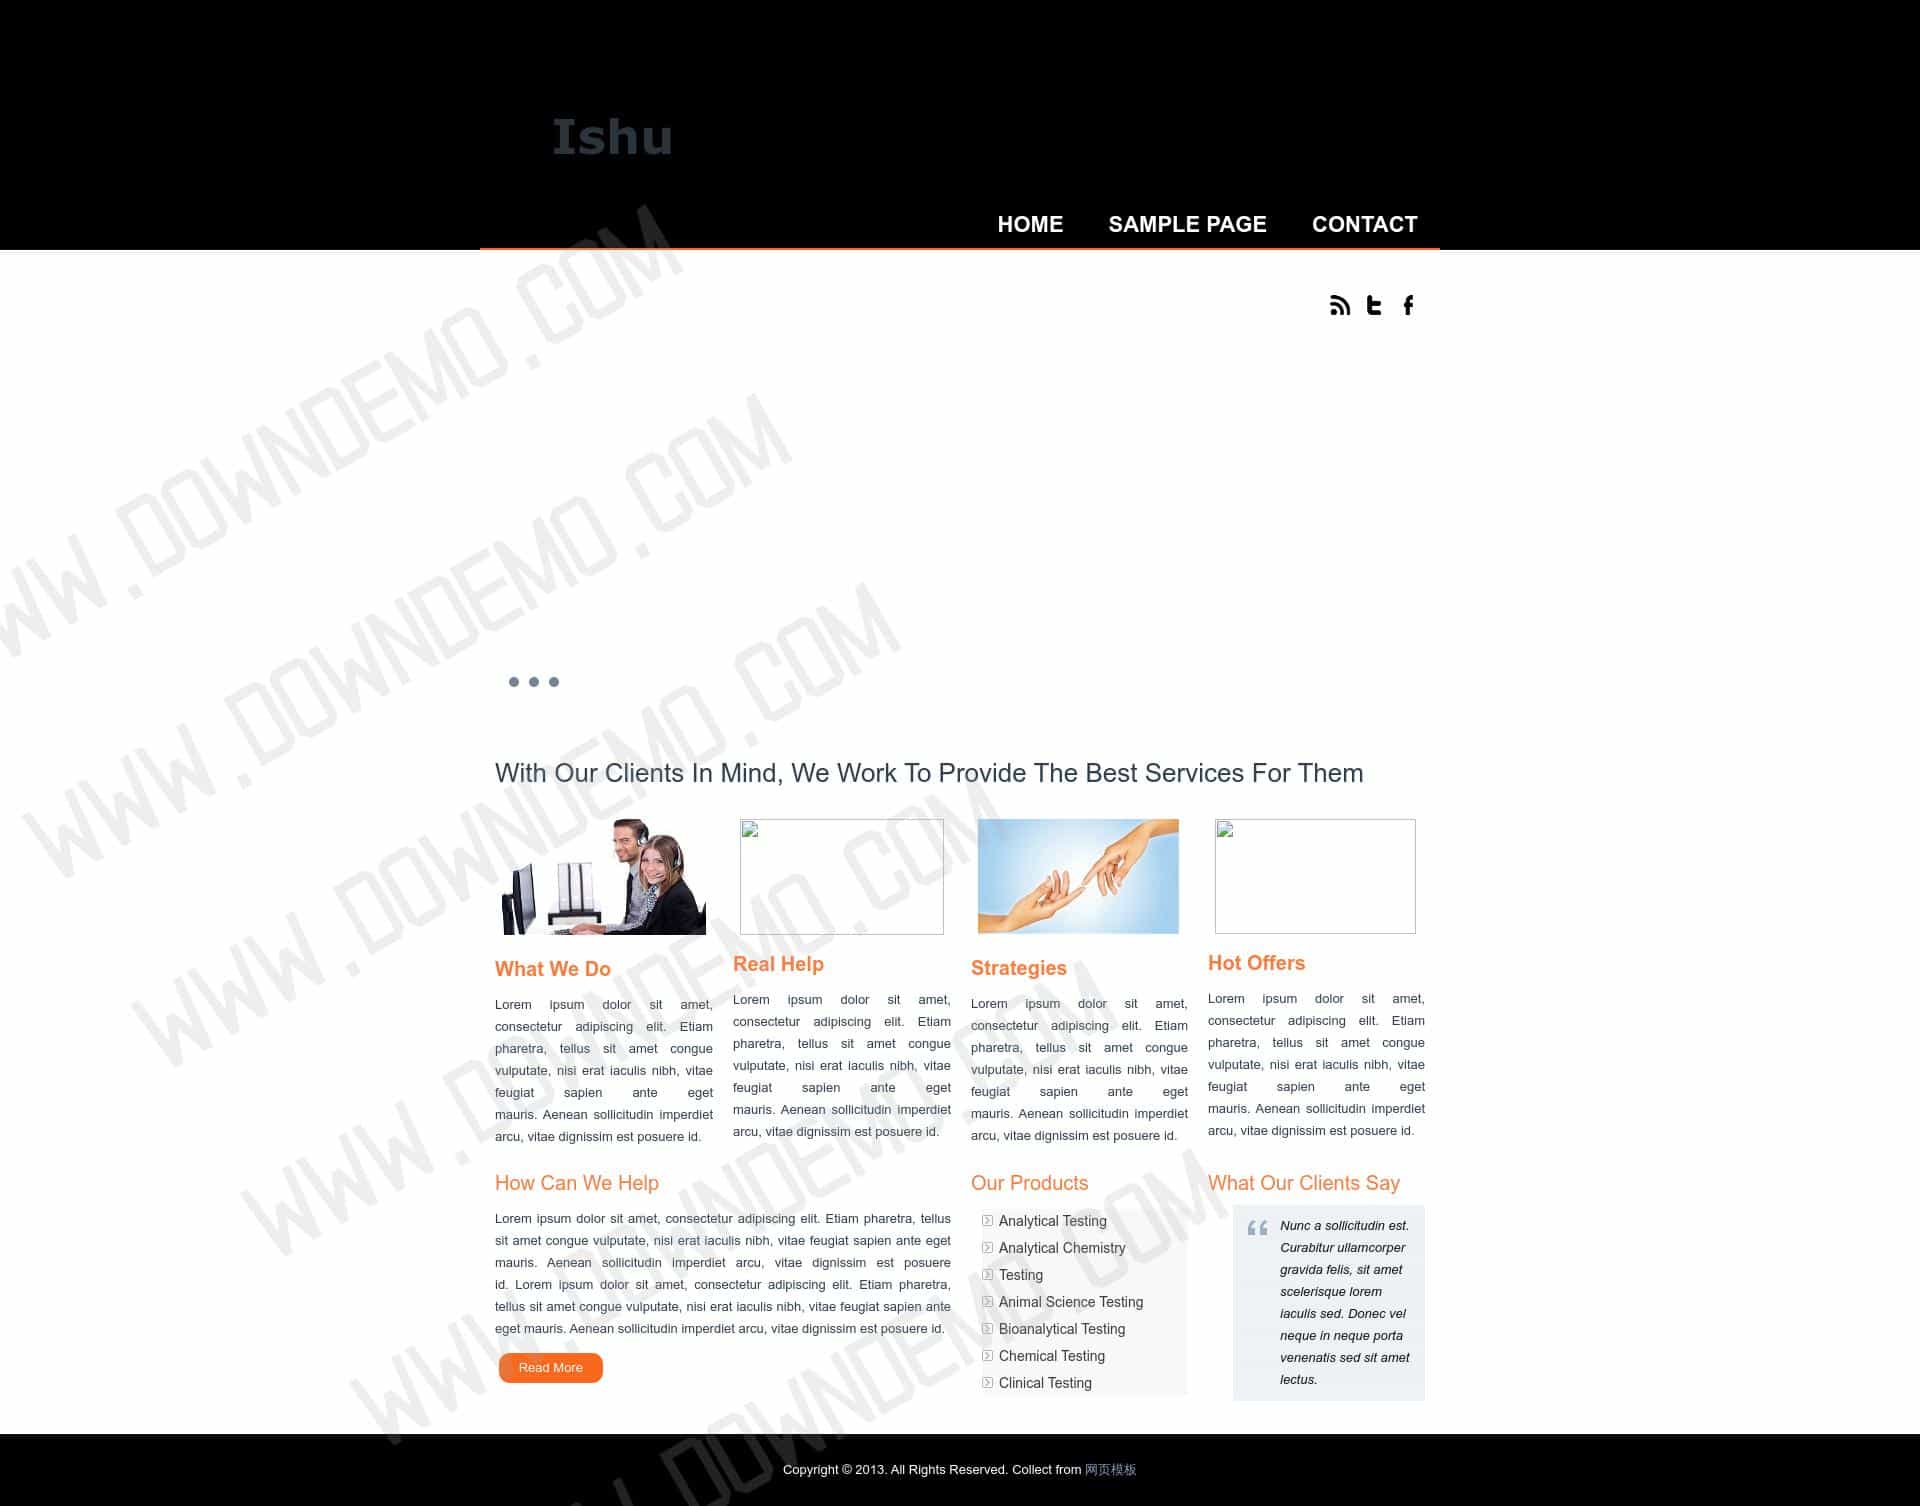 Ishu
HOME SAMPLE PAGE CONTACT
With Our Clients In Mind, We Work To Provide The Best Services For Them
What We Do
Lorem ipsum dolor sit amet,
consectetur adipiscing elit. Etiam
pharetra, tellus sit amet congue
vulputate, nisi erat iaculis nibh, vitae
feugiat sapien ante eget
mauris. Aenean sollicitudin imperdiet
arcu, vitae dignissim est posuere id.
Real Help
Lorem ipsum dolor sit amet,
consectetur adipiscing elit. Etiam
pharetra, tellus sit amet congue
vulputate, nisi erat iaculis nibh, vitae
feugiat sapien ante eget
mauris. Aenean sollicitudin imperdiet
arcu, vitae dignissim est posuere id.
Strategies
Lorem ipsum dolor sit amet,
consectetur adipiscing elit. Etiam
pharetra, tellus sit amet congue
vulputate, nisi erat iaculis nibh, vitae
feugiat sapien ante eget
mauris. Aenean sollicitudin imperdiet
arcu, vitae dignissim est posuere id.
Hot Offers
Lorem ipsum dolor sit amet,
consectetur adipiscing elit. Etiam
pharetra, tellus sit amet congue
vulputate, nisi erat iaculis nibh, vitae
feugiat sapien ante eget
mauris. Aenean sollicitudin imperdiet
arcu, vitae dignissim est posuere id.
How Can We Help
Lorem ipsum dolor sit amet, consectetur adipiscing elit. Etiam pharetra, tellus
sit amet congue vulputate, nisi erat iaculis nibh, vitae feugiat sapien ante eget
mauris. Aenean sollicitudin imperdiet arcu, vitae dignissim est posuere
id. Lorem ipsum dolor sit amet, consectetur adipiscing elit. Etiam pharetra,
tellus sit amet congue vulputate, nisi erat iaculis nibh, vitae feugiat sapien ante
eget mauris. Aenean sollicitudin imperdiet arcu, vitae dignissim est posuere id.
Read More
Our Products
Analytical Testing
Analytical Chemistry
Testing
Animal Science Testing
Bioanalytical Testing
Chemical Testing
Clinical Testing
What Our Clients Say
“ Nunc a sollicitudin est.
Curabitur ullamcorper
gravida felis, sit amet
scelerisque lorem
iaculis sed. Donec vel
neque in neque porta
venenatis sed sit amet
lectus.
Copyright © 2013. All Rights Reserved. Collect from 网页模板
WW.DOWNDEMO.COM
WWW.DOWNDEMO.COM
WWW.DOWNDEMO.COM
WWW.DOWNDEMO.COM
WWW.DOWNDEMO.COM
W.DOWNDEMO.COM